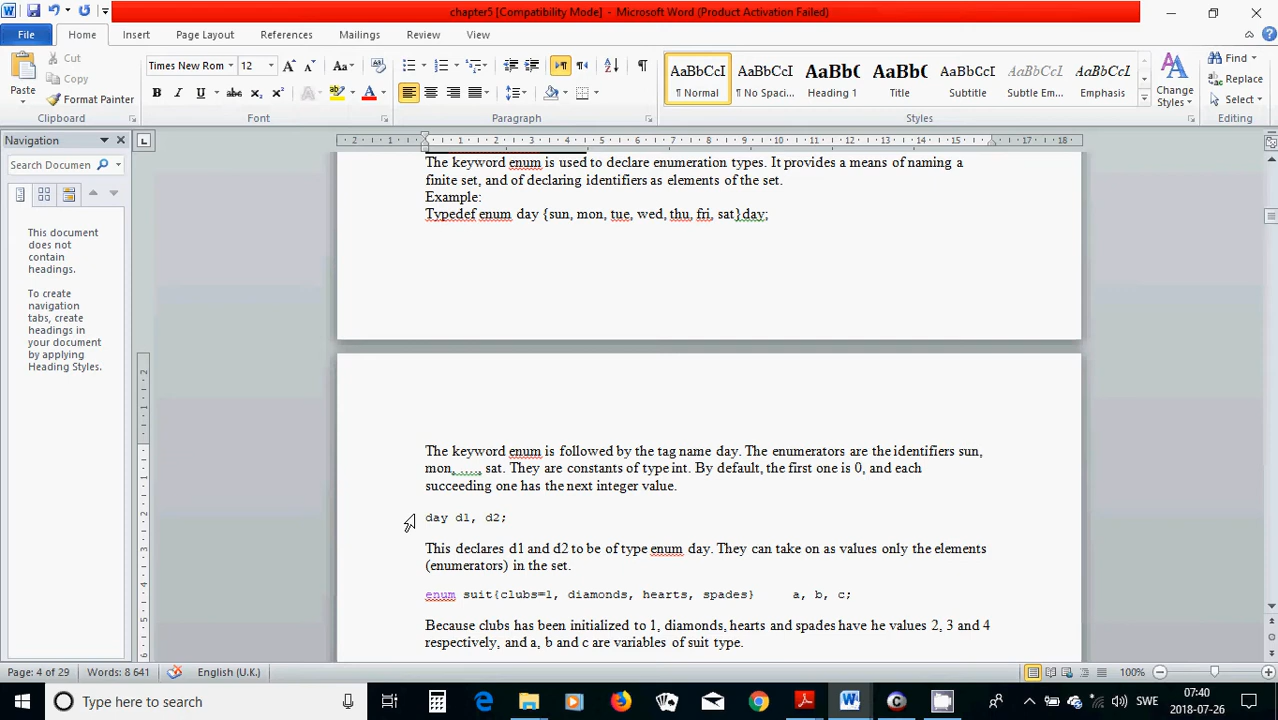 chapter5 [Compatibility Mode] - Microsoft Word (Product Activation Failed)
File Home Insert Page Layout References Mailings Review View
Paste
Cut
Copy
Format Painter
Clipboard
Times New Rom 12
Font
Paragraph
AaBbCcI AaBbCcI AaBbC AaBbC AaBbCcI AaBbCcI AaBbCcI
¶ Normal ¶ No Spaci... Heading 1 Title Subtitle Subtle Em... Emphasis
Change Styles
Styles
Find
Replace
Select
Editing
Navigation
Search Documen
This document
does not
contain
headings.
To create
navigation
tabs, create
headings in
your document
by applying
Heading Styles.
The keyword enum is used to declare enumeration types. It provides a means of naming a
finite set, and of declaring identifiers as elements of the set.
Example:
Typedef enum day {sun, mon, tue, wed, thu, fri, sat}day;
The keyword enum is followed by the tag name day. The enumerators are the identifiers sun,
mon, …., sat. They are constants of type int. By default, the first one is 0, and each
succeeding one has the next integer value.
day d1, d2;
This declares d1 and d2 to be of type enum day. They can take on as values only the elements
(enumerators) in the set.
enum suit{clubs=1, diamonds, hearts, spades} a, b, c;
Because clubs has been initialized to 1, diamonds, hearts and spades have he values 2, 3 and 4
respectively, and a, b and c are variables of suit type.
Page: 4 of 29 Words: 8 641 English (U.K.) 100%
Type here to search
SWE
07:40
2018-07-26